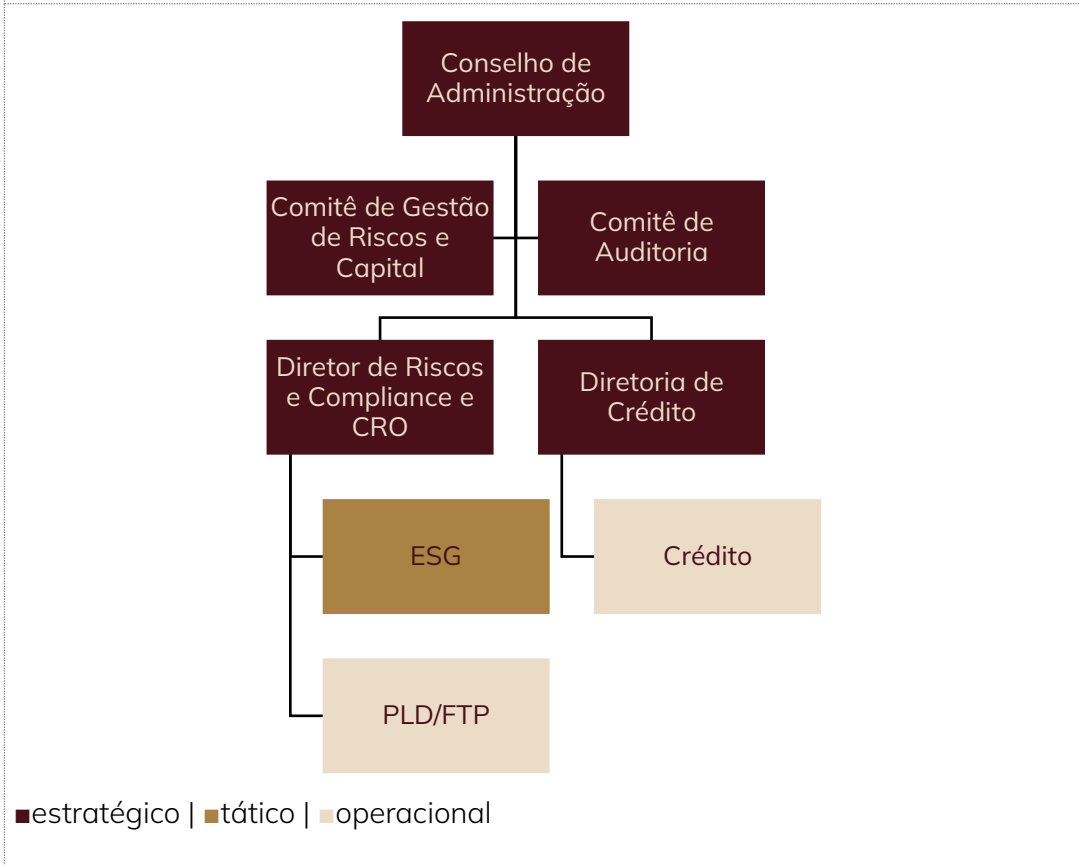 Conselho de
Administração
Comitê de Gestão
de Riscos e
Capital
Comitê de
Auditoria
Diretor de Riscos
e Compliance e
CRO
Diretoria de
Crédito
ESG
Crédito
PLD/FTP
■estratégico | ■tático | ■operacional